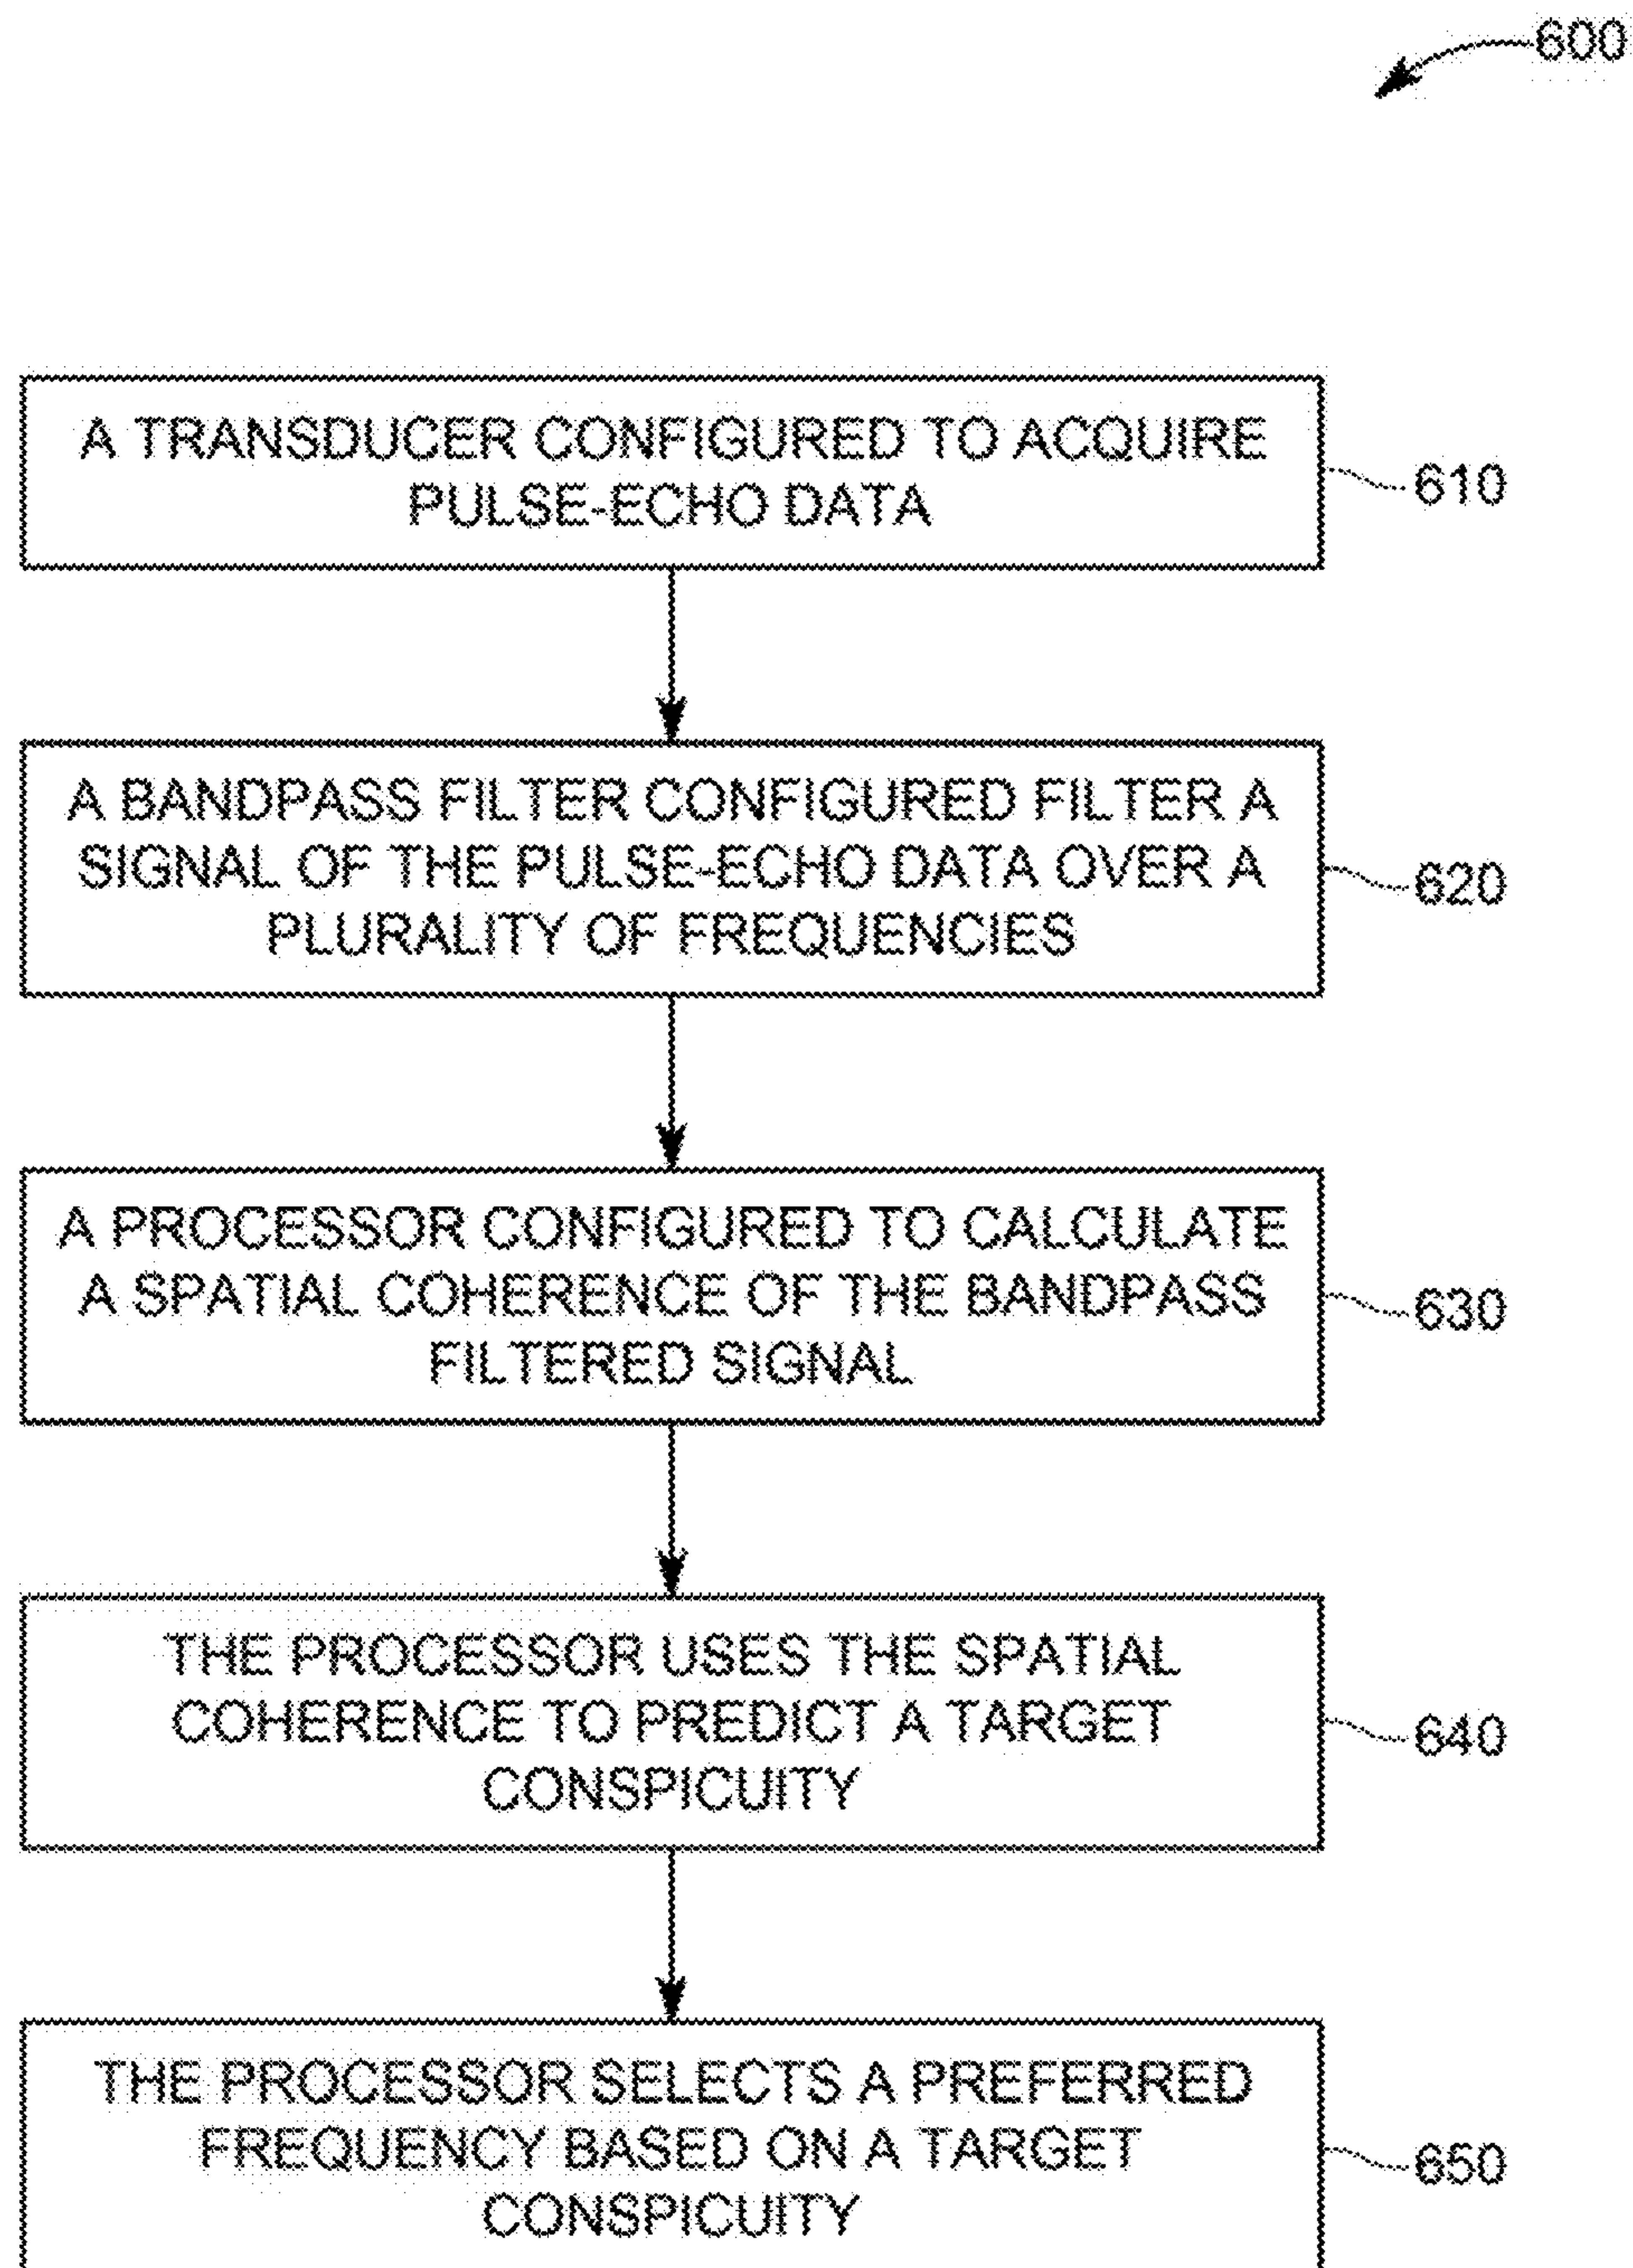 600
A TRANSDUCER CONFIGURED TO ACQUIRE
PULSE-ECHO DATA
610
A BANDPASS FILTER CONFIGURED FILTER A
SIGNAL OF THE PULSE-ECHO DATA OVER A
PLURALITY OF FREQUENCIES
620
A PROCESSOR CONFIGURED TO CALCULATE
A SPATIAL COHERENCE OF THE BANDPASS
FILTERED SIGNAL
630
THE PROCESSOR USES THE SPATIAL
COHERENCE TO PREDICT A TARGET
CONSPICUITY
640
THE PROCESSOR SELECTS A PREFERRED
FREQUENCY BASED ON A TARGET
CONSPICUITY
650